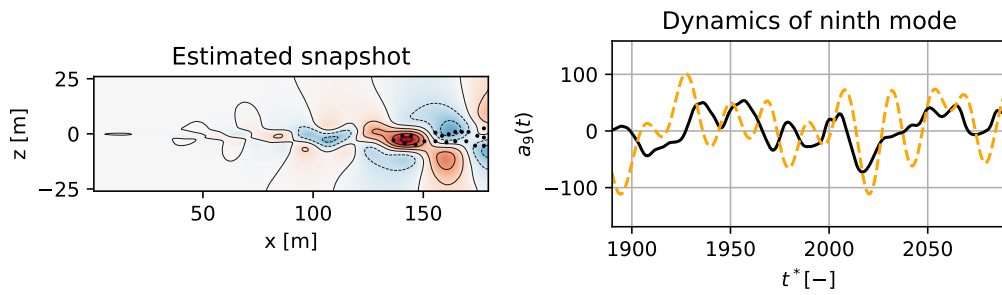 Estimated snapshot
25
0
−25
z [m]
50
100
150
x [m]
Dynamics of ninth mode
100
0
−100
a₉(t)
1900
1950
2000
2050
t*[−]